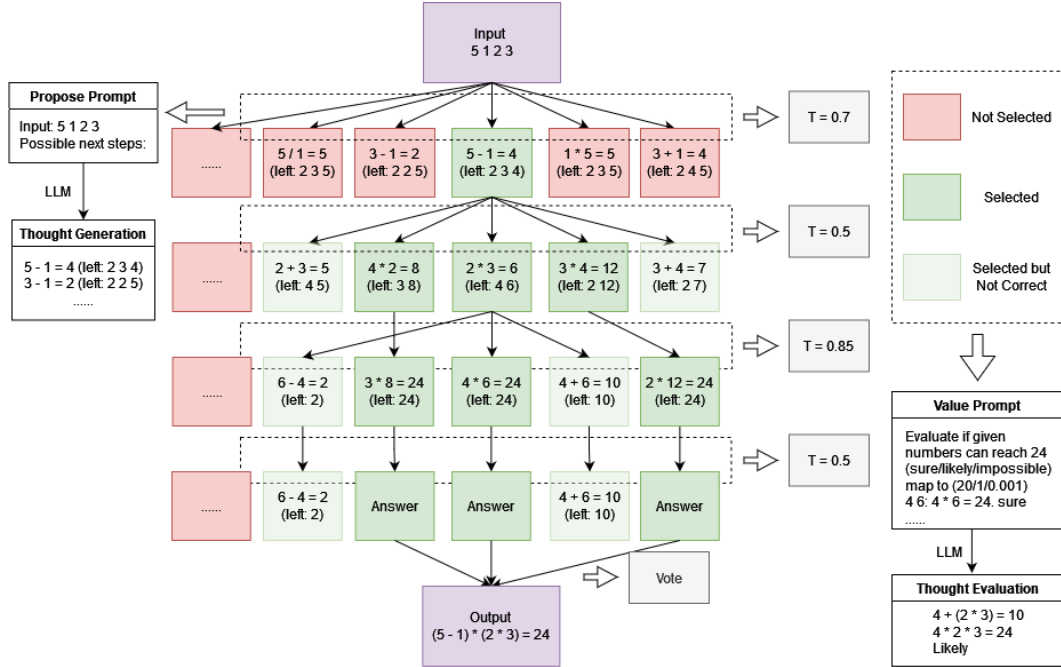 Input
5 1 2 3
Propose Prompt
Input: 5 1 2 3
Possible next steps:
LLM
Thought Generation
5 - 1 = 4 (left: 2 3 4)
3 - 1 = 2 (left: 2 2 5)
......
......
5 / 1 = 5
(left: 2 3 5)
3 - 1 = 2
(left: 2 2 5)
5 - 1 = 4
(left: 2 3 4)
1 * 5 = 5
(left: 2 3 5)
3 + 1 = 4
(left: 2 4 5)
T = 0.7
......
2 + 3 = 5
(left: 4 5)
4 * 2 = 8
(left: 3 8)
2 * 3 = 6
(left: 4 6)
3 * 4 = 12
(left: 2 12)
3 + 4 = 7
(left: 2 7)
T = 0.5
......
6 - 4 = 2
(left: 2)
3 * 8 = 24
(left: 24)
4 * 6 = 24
(left: 24)
4 + 6 = 10
(left: 10)
2 * 12 = 24
(left: 24)
T = 0.85
......
6 - 4 = 2
(left: 2)
Answer
Answer
4 + 6 = 10
(left: 10)
Answer
T = 0.5
Vote
Output
(5 - 1) * (2 * 3) = 24
Not Selected
Selected
Selected but
Not Correct
Value Prompt
Evaluate if given
numbers can reach 24
(sure/likely/impossible)
map to (20/1/0.001)
4 6: 4 * 6 = 24. sure
......
LLM
Thought Evaluation
4 + (2 * 3) = 10
4 * 2 * 3 = 24
Likely